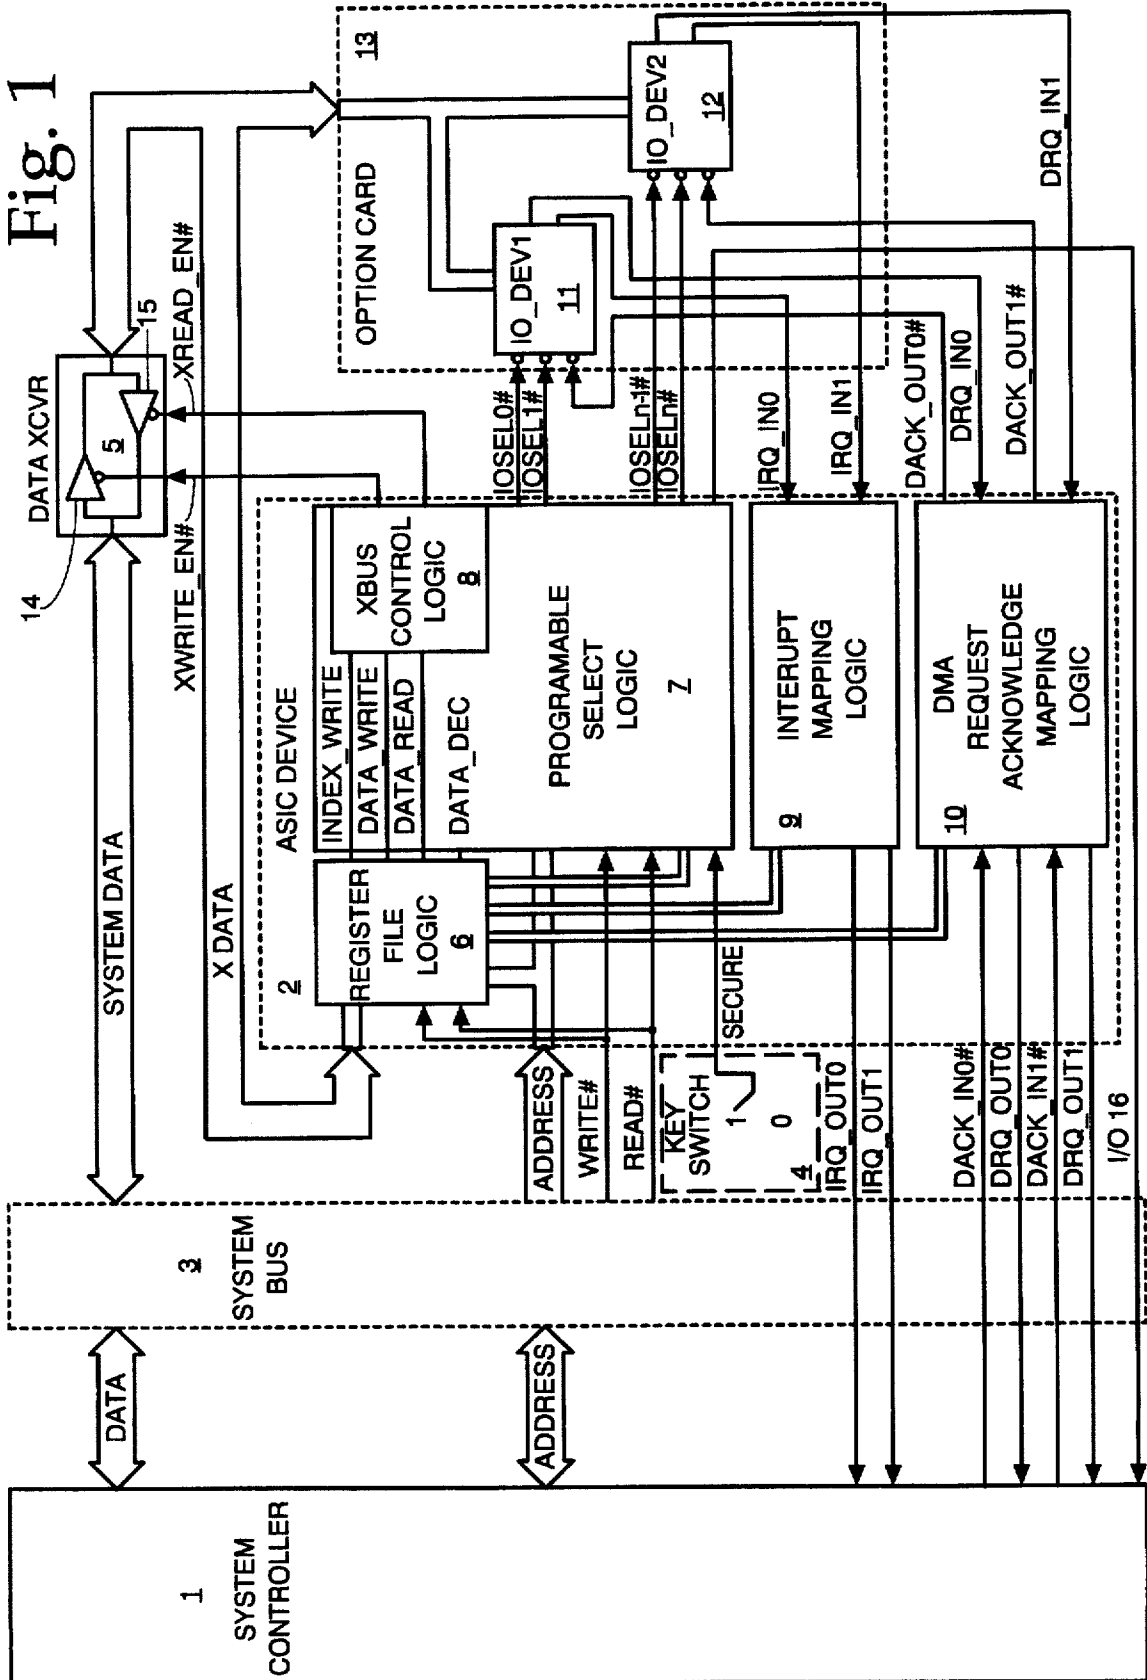 Fig. 1
DATA XCVR
14
5
15
XWRITE_EN#
XREAD_EN#
SYSTEM DATA
X DATA
DATA
3
SYSTEM
BUS
1
SYSTEM
CONTROLLER
ADDRESS
ADDRESS
WRITE#
READ#
KEY
SWITCH
1
0
4
SECURE
2
ASIC DEVICE
REGISTER
FILE
LOGIC
6
INDEX_WRITE
DATA_WRITE
DATA_READ
DATA_DEC
XBUS
CONTROL
LOGIC
8
PROGRAMABLE
SELECT
LOGIC
7
INTERUPT
MAPPING
LOGIC
9
DMA
REQUEST
ACKNOWLEDGE
MAPPING
LOGIC
10
IOSEL0#
IOSEL1#
IOSELn-1#
IOSELn#
IRQ_IN0
IRQ_IN1
DACK_OUT0#
DRQ_IN0
DACK_OUT1#
DRQ_IN1
OPTION CARD
13
IO_DEV1
11
IO_DEV2
12
IRQ_OUT0
IRQ_OUT1
DACK_IN0#
DRQ_OUT0
DACK_IN1#
DRQ_OUT1
I/O 16